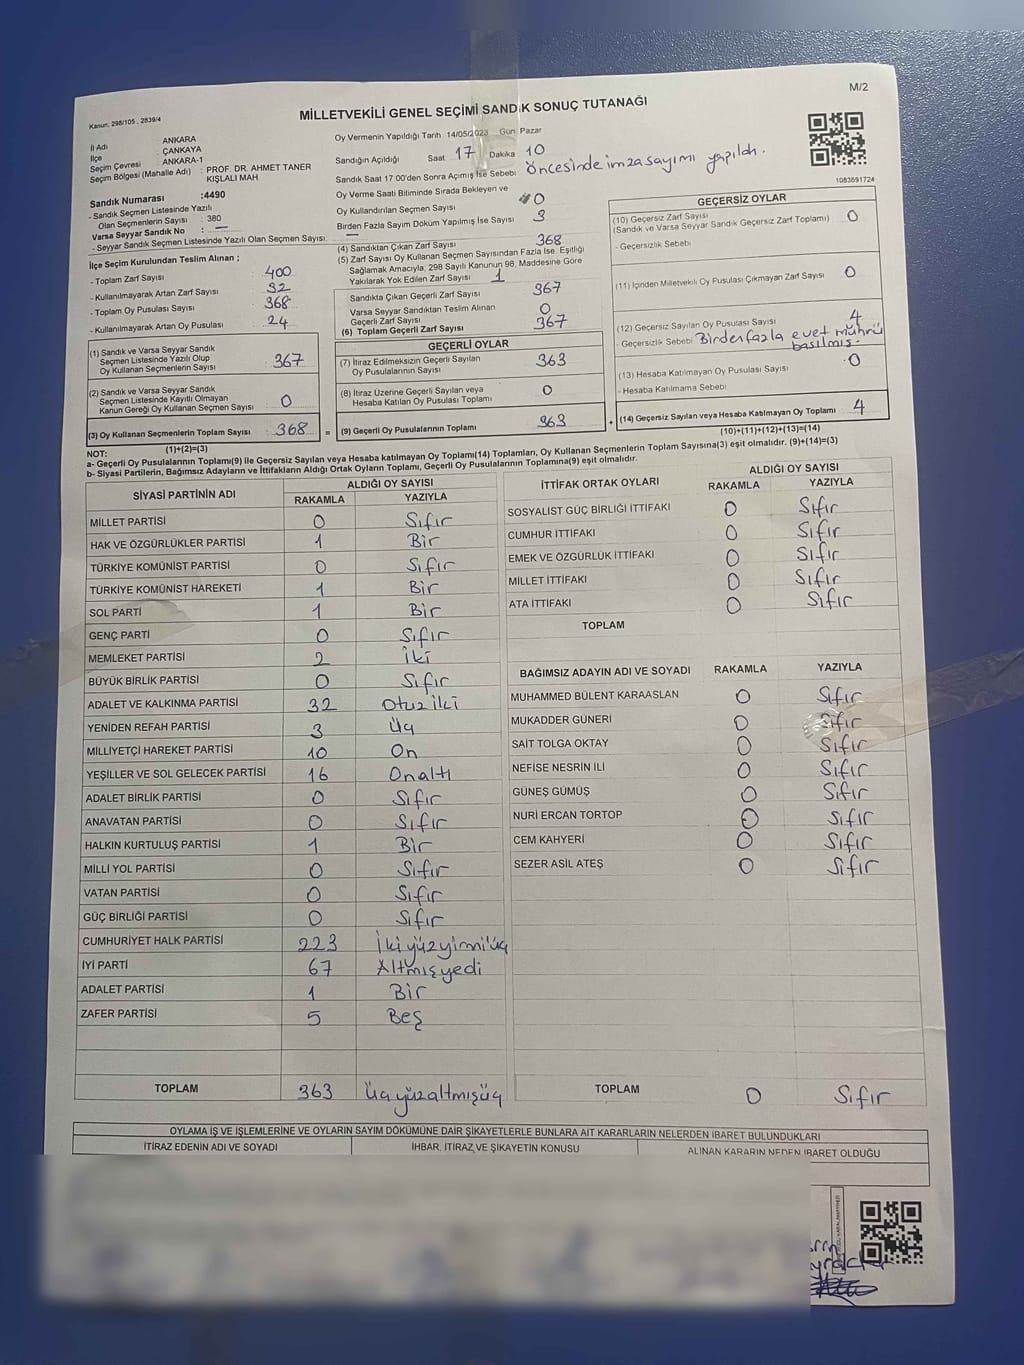 M/2
Kanun: 298/105 , 2839/4
MİLLETVEKİLİ GENEL SEÇİMİ SANDIK SONUÇ TUTANAĞI
İl Adı ANKARA
İlçe ÇANKAYA
Seçim Çevresi ANKARA-1
Seçim Bölgesi (Mahalle Adı) : PROF. DR. AHMET TANER KIŞLALI MAH.
Sandık Numarası :4490
- Sandık Seçmen Listesinde Yazılı
Olan Seçmenlerin Sayısı : 380
Varsa Seyyar Sandık No : —
- Seyyar Sandık Seçmen Listesinde Yazılı Olan Seçmen Sayısı: —
İlçe Seçim Kurulundan Teslim Alınan ;
- Toplam Zarf Sayısı 400
- Kullanılmayarak Artan Zarf Sayısı 32
- Toplam Oy Pusulası Sayısı 368
- Kullanılmayarak Artan Oy Pusulası 24
(1) Sandık ve Varsa Seyyar Sandık
Seçmen Listesinde Yazılı Olup
Oy Kullanan Seçmenlerin Sayısı 367
(2) Sandık ve Varsa Seyyar Sandık
Seçmen Listesinde Kayıtlı Olmayan
Kanun Gereği Oy Kullanan Seçmen Sayısı 0
(3) Oy Kullanan Seçmenlerin Toplam Sayısı 368 =
(1)+(2)=(3)
Oy Vermenin Yapıldığı Tarih 14/05/2023 Gün Pazar
Sandığın Açıldığı Saat 17 Dakika 10
Sandık Saat 17:00'den Sonra Açımış İse Sebebi Öncesinde imza sayımı yapıldı.
Oy Verme Saati Bitiminde Sırada Bekleyen ve
Oy Kullandırılan Seçmen Sayısı 0
Birden Fazla Sayım Döküm Yapılmış İse Sayısı 3
(4) Sandıktan Çıkan Zarf Sayısı 368
(5) Zarf Sayısı Oy Kullanan Seçmen Sayısından Fazla İse, Eşitliği
Sağlamak Amacıyla, 298 Sayılı Kanunun 98. Maddesine Göre
Yakılarak Yok Edilen Zarf Sayısı 1
Sandıkta Çıkan Geçerli Zarf Sayısı 367
Varsa Seyyar Sandıktan Teslim Alınan
Geçerli Zarf Sayısı 0
(6) Toplam Geçerli Zarf Sayısı 367
GEÇERLİ OYLAR
(7) İtiraz Edilmeksizin Geçerli Sayılan
Oy Pusulalarının Sayısı 363
(8) İtiraz Üzerine Geçerli Sayılan veya
Hesaba Katılan Oy Pusulası Toplamı 0
(9) Geçerli Oy Pusulalarının Toplamı 363 +
1083691724
GEÇERSİZ OYLAR
(10) Geçersiz Zarf Sayısı
(Sandık ve Varsa Seyyar Sandık Geçersiz Zarf Toplamı) 0
- Geçersizlik Sebebi
(11) İçinden Milletvekili Oy Pusulası Çıkmayan Zarf Sayısı 0
(12) Geçersiz Sayılan Oy Pusulası Sayısı 4
- Geçersizlik Sebebi Birden fazla evet mührü
basılmış.
(13) Hesaba Katılmayan Oy Pusulası Sayısı 0
- Hesaba Katılmama Sebebi
(14) Geçersiz Sayılan veya Hesaba Katılmayan Oy Toplamı 4
(10)+(11)+(12)+(13)=(14)
NOT:
a- Geçerli Oy Pusulalarının Toplamı(9) ile Geçersiz Sayılan veya Hesaba katılmayan Oy Toplamı(14) Toplamları, Oy Kullanan Seçmenlerin Toplam Sayısına(3) eşit olmalıdır. (9)+(14)=(3)
b- Siyasi Partilerin, Bağımsız Adayların ve İttifakların Aldığı Ortak Oyların Toplamı, Geçerli Oy Pusulalarının Toplamına(9) eşit olmalıdır.
SİYASİ PARTİNİN ADI ALDIĞI OY SAYISI
RAKAMLA YAZIYLA
MİLLET PARTİSİ 0 Sıfır
HAK VE ÖZGÜRLÜKLER PARTİSİ 1 Bir
TÜRKİYE KOMÜNİST PARTİSİ 0 Sıfır
TÜRKİYE KOMÜNİST HAREKETİ 1 Bir
SOL PARTİ 1 Bir
GENÇ PARTİ 0 Sıfır
MEMLEKET PARTİSİ 2 İki
BÜYÜK BİRLİK PARTİSİ 0 Sıfır
ADALET VE KALKINMA PARTİSİ 32 Otuz iki
YENİDEN REFAH PARTİSİ 3 Üç
MİLLİYETÇİ HAREKET PARTİSİ 10 On
YEŞİLLER VE SOL GELECEK PARTİSİ 16 Onaltı
ADALET BİRLİK PARTİSİ 0 Sıfır
ANAVATAN PARTİSİ 0 Sıfır
HALKIN KURTULUŞ PARTİSİ 1 Bir
MİLLİ YOL PARTİSİ 0 Sıfır
VATAN PARTİSİ 0 Sıfır
GÜÇ BİRLİĞİ PARTİSİ 0 Sıfır
CUMHURİYET HALK PARTİSİ 223 İkiyüzyirmiüç
İYİ PARTİ 67 Altmışyedi
ADALET PARTİSİ 1 Bir
ZAFER PARTİSİ 5 Beş
TOPLAM 363 Üçyüzaltmışüç
İTTİFAK ORTAK OYLARI ALDIĞI OY SAYISI
RAKAMLA YAZIYLA
SOSYALİST GÜÇ BİRLİĞİ İTTİFAKI 0 Sıfır
CUMHUR İTTİFAKI 0 Sıfır
EMEK VE ÖZGÜRLÜK İTTİFAKI 0 Sıfır
MİLLET İTTİFAKI 0 Sıfır
ATA İTTİFAKI 0 Sıfır
TOPLAM
BAĞIMSIZ ADAYIN ADI VE SOYADI RAKAMLA YAZIYLA
MUHAMMED BÜLENT KARAASLAN 0 Sıfır
MUKADDER GÜNERİ 0 Sıfır
SAİT TOLGA OKTAY 0 Sıfır
NEFİSE NESRİN İLİ 0 Sıfır
GÜNEŞ GÜMÜŞ 0 Sıfır
NURİ ERCAN TORTOP 0 Sıfır
CEM KAHYERİ 0 Sıfır
SEZER ASİL ATEŞ 0 Sıfır
TOPLAM 0 Sıfır
OYLAMA İŞ VE İŞLEMLERİNE VE OYLARIN SAYIM DÖKÜMÜNE DAİR ŞİKAYETLERLE BUNLARA AİT KARARLARIN NELERDEN İBARET BULUNDUKLARI
İTİRAZ EDENİN ADI VE SOYADI İHBAR, İTİRAZ VE ŞİKAYETİN KONUSU ALINAN KARARIN NEDEN İBARET OLDUĞU